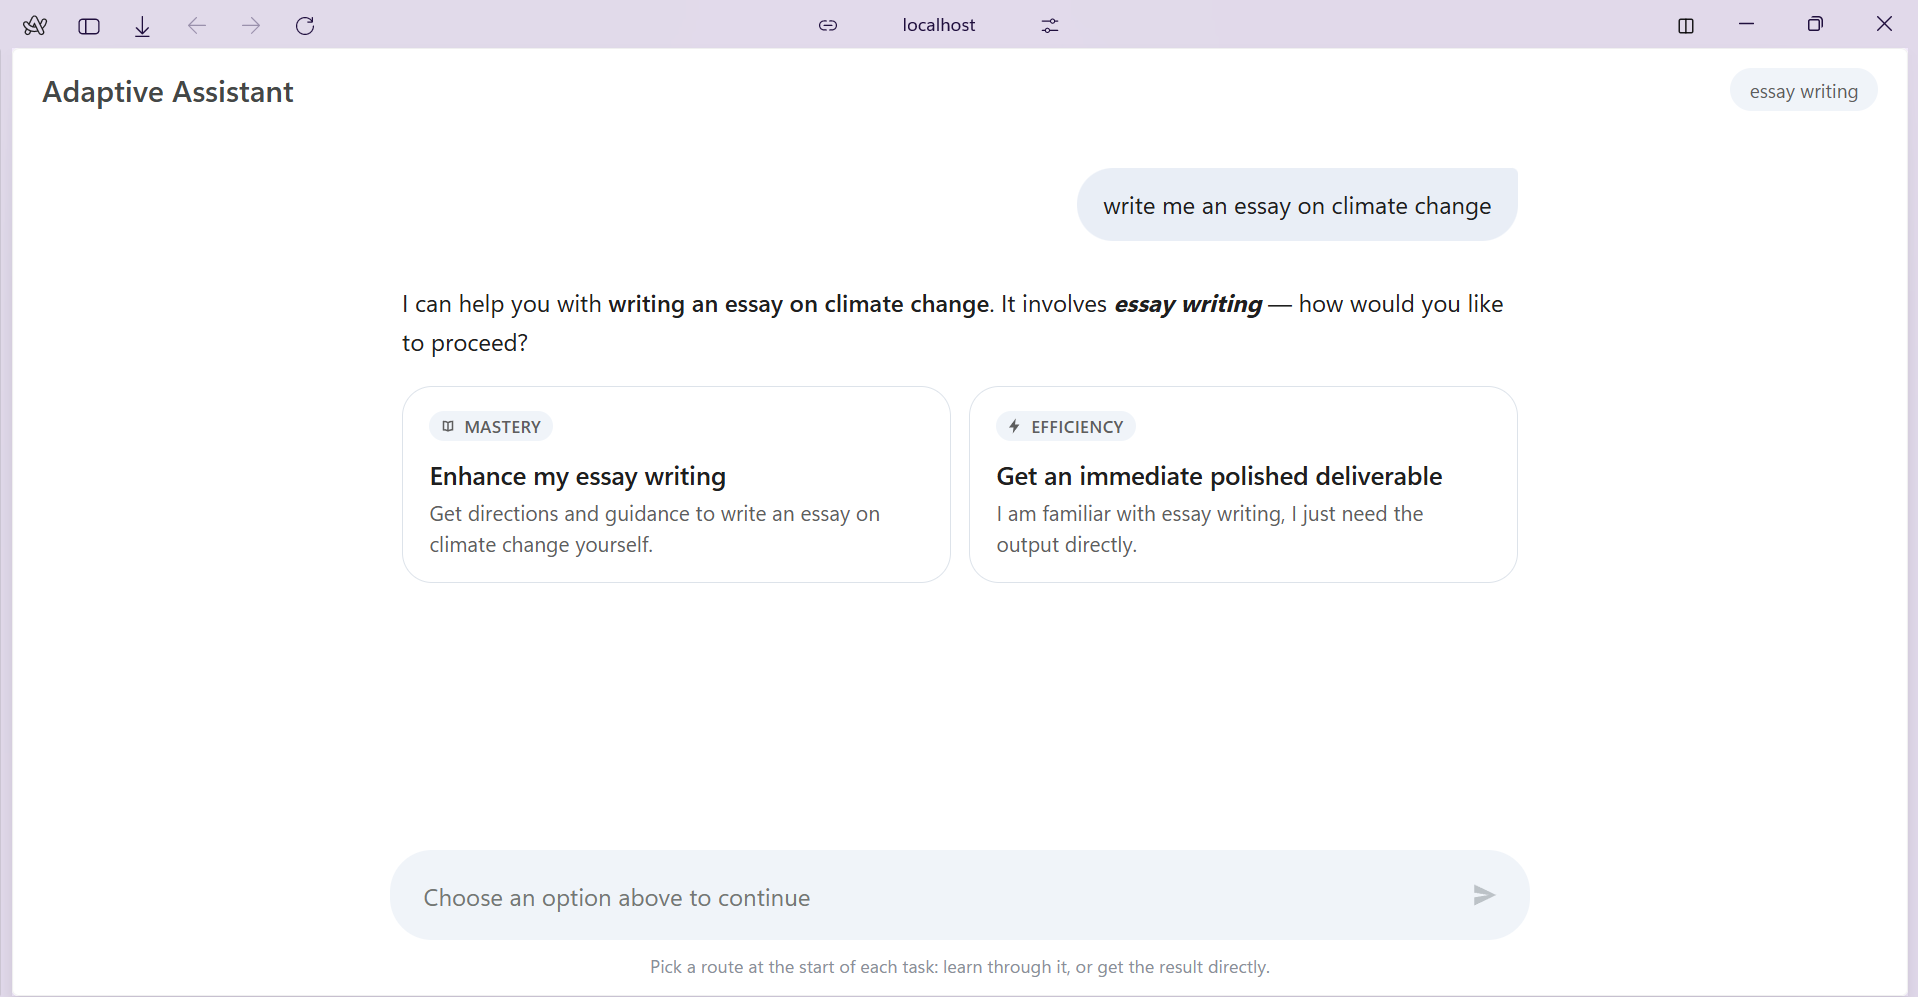 localhost
Adaptive Assistant
essay writing
write me an essay on climate change
I can help you with writing an essay on climate change. It involves essay writing — how would you like
to proceed?
MASTERY
Enhance my essay writing
Get directions and guidance to write an essay on
climate change yourself.
EFFICIENCY
Get an immediate polished deliverable
I am familiar with essay writing, I just need the
output directly.
Choose an option above to continue
Pick a route at the start of each task: learn through it, or get the result directly.